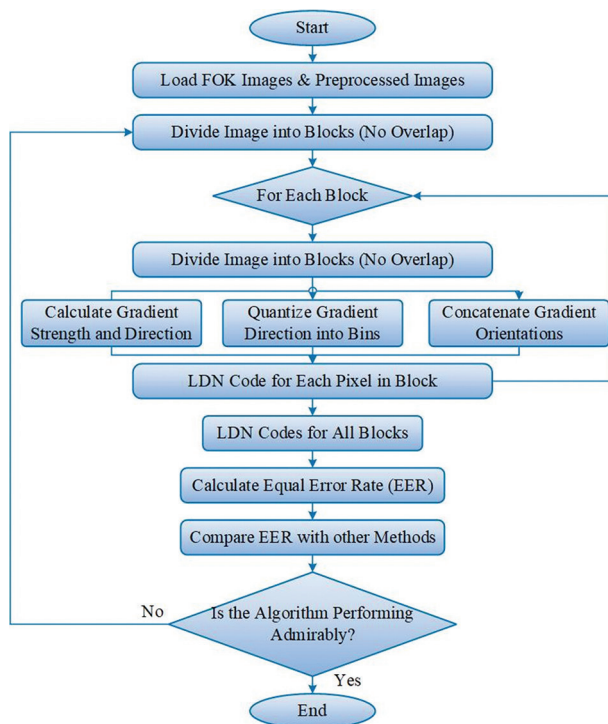 Start
Load FOK Images & Preprocessed Images
Divide Image into Blocks (No Overlap)
For Each Block
Divide Image into Blocks (No Overlap)
Calculate Gradient
Strength and Direction
Quantize Gradient
Direction into Bins
Concatenate Gradient
Orientations
LDN Code for Each Pixel in Block
LDN Codes for All Blocks
Calculate Equal Error Rate (EER)
Compare EER with other Methods
No
Is the Algorithm Performing
Admirably?
Yes
End